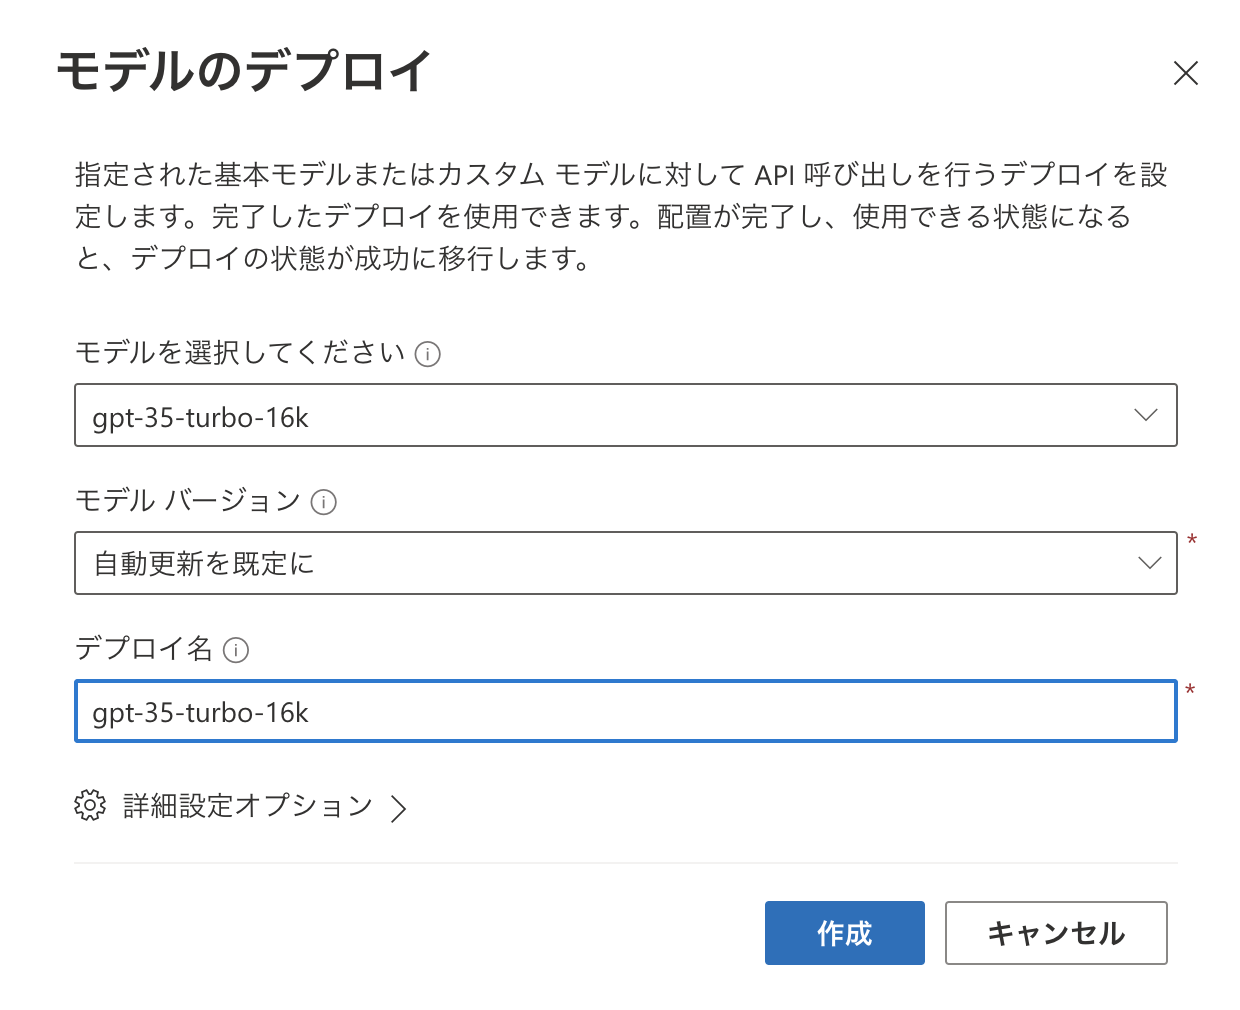 モデルのデプロイ
指定された基本モデルまたはカスタム モデルに対して API 呼び出しを行うデプロイを設
定します。完了したデプロイを使用できます。配置が完了し、使用できる状態になる
と、デプロイの状態が成功に移行します。
モデルを選択してください
gpt-35-turbo-16k
モデル バージョン
自動更新を既定に
*
デプロイ名
gpt-35-turbo-16k
*
詳細設定オプション
作成
キャンセル